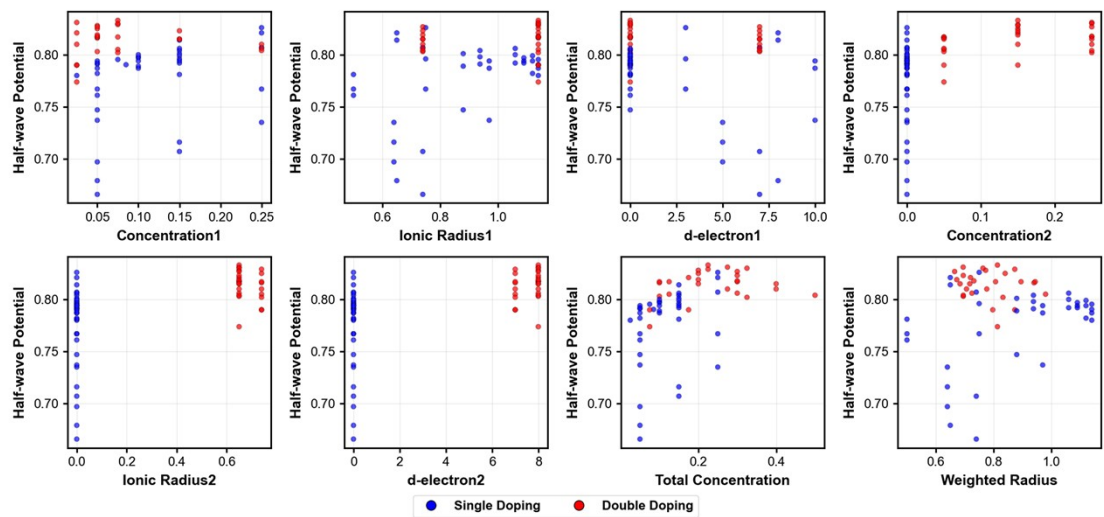 Half-wave Potential
0.80
0.75
0.70
0.05 0.10 0.15 0.20 0.25
Concentration1
Half-wave Potential
0.80
0.75
0.70
0.6 0.8 1.0
Ionic Radius1
Half-wave Potential
0.80
0.75
0.70
0.0 2.5 5.0 7.5 10.0
d-electron1
Half-wave Potential
0.80
0.75
0.70
0.0 0.1 0.2
Concentration2
Half-wave Potential
0.80
0.75
0.70
0.0 0.2 0.4 0.6
Ionic Radius2
Half-wave Potential
0.80
0.75
0.70
0 2 4 6 8
d-electron2
Half-wave Potential
0.80
0.75
0.70
0.2 0.4
Total Concentration
Half-wave Potential
0.80
0.75
0.70
0.6 0.8 1.0
Weighted Radius
Single Doping Double Doping